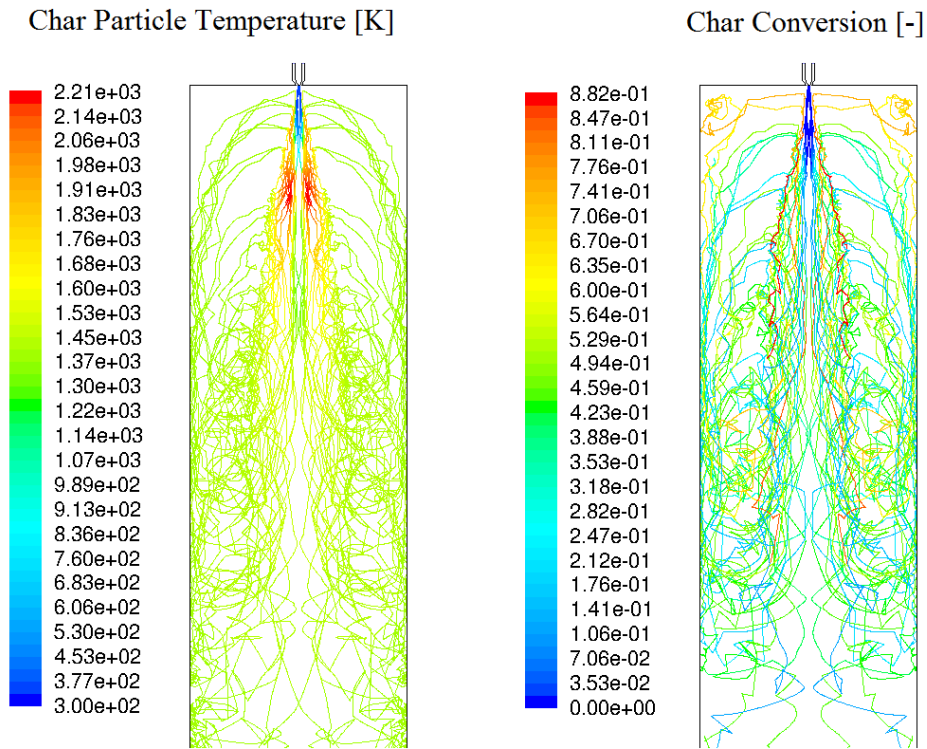 Char Particle Temperature [K]
2.21e+03
2.14e+03
2.06e+03
1.98e+03
1.91e+03
1.83e+03
1.76e+03
1.68e+03
1.60e+03
1.53e+03
1.45e+03
1.37e+03
1.30e+03
1.22e+03
1.14e+03
1.07e+03
9.89e+02
9.13e+02
8.36e+02
7.60e+02
6.83e+02
6.06e+02
5.30e+02
4.53e+02
3.77e+02
3.00e+02
Char Conversion [-]
8.82e-01
8.47e-01
8.11e-01
7.76e-01
7.41e-01
7.06e-01
6.70e-01
6.35e-01
6.00e-01
5.64e-01
5.29e-01
4.94e-01
4.59e-01
4.23e-01
3.88e-01
3.53e-01
3.18e-01
2.82e-01
2.47e-01
2.12e-01
1.76e-01
1.41e-01
1.06e-01
7.06e-02
3.53e-02
0.00e+00